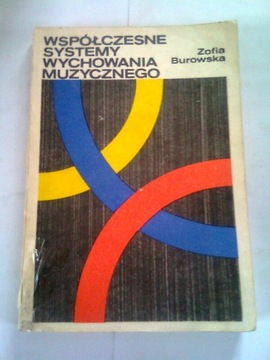 WSPÓŁCZESNE
SYSTEMY
WYCHOWANIA
MUZYCZNEGO
Zofia
Burowska